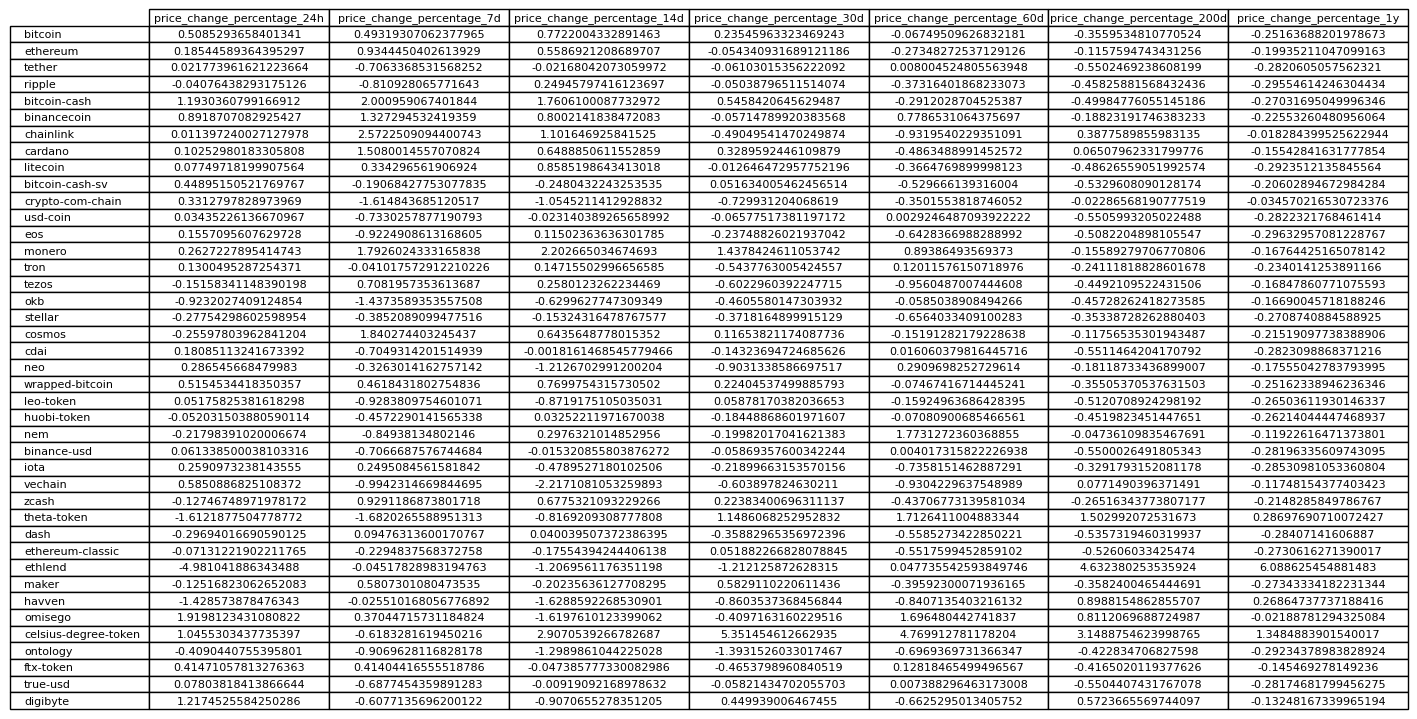 price_change_percentage_24h price_change_percentage_7d price_change_percentage_14d price_change_percentage_30d price_change_percentage_60d price_change_percentage_200d price_change_percentage_1y
bitcoin 0.5085293658401341 0.49319307062377965 0.7722004332891463 0.23545963323469243 -0.06749509626832181 -0.3559534810770524 -0.25163688201978673
ethereum 0.18544589364395297 0.9344450402613929 0.5586921208689707 -0.054340931689121186 -0.27348272537129126 -0.1157594743431256 -0.19935211047099163
tether 0.021773961621223664 -0.7063368531568252 -0.02168042073059972 -0.06103015356222092 0.008004524805563948 -0.5502469238608199 -0.2820605057562321
ripple -0.04076438293175126 -0.810928065771643 0.24945797416123697 -0.05038796511514074 -0.37316401868233073 -0.45825881568432436 -0.29554614246304434
bitcoin-cash 1.1930360799166912 2.000959067401844 1.7606100087732972 0.5458420645629487 -0.2912028704525387 -0.49984776055145186 -0.27031695049996346
binancecoin 0.8918707082925427 1.327294532419359 0.8002141838472083 -0.05714789920383568 0.7786531064375697 -0.18823191746383233 -0.22553260480956064
chainlink 0.011397240027127978 2.5722509094400743 1.101646925841525 -0.49049541470249874 -0.9319540229351091 0.3877589855983135 -0.018284399525622944
cardano 0.10252980183305808 1.5080014557070824 0.6488850611552859 0.3289592446109879 -0.4863488991452572 0.06507962331799776 -0.15542841631777854
litecoin 0.07749718199907564 0.334296561906924 0.8585198643413018 -0.012646472957752196 -0.3664769899998123 -0.48626559051992574 -0.2923512135845564
bitcoin-cash-sv 0.44895150521769767 -0.19068427753077835 -0.2480432243253535 0.0516340054624565​14 -0.529666139316004 -0.5329608090128174 -0.20602894672984284
crypto-com-chain 0.3312797828973969 -1.614843685120517 -1.0545211412928832 -0.729931204068619 -0.3501553818746052 -0.02286568190777519 -0.034570216530723376
usd-coin 0.03435226136670967 -0.7330257877190793 -0.023140389265658992 -0.06577517381197172 0.0029246487093922222 -0.5505993205022488 -0.2822321768461414
eos 0.1557095607629728 -0.9224908613168605 0.11502363636301785 -0.23748826021937042 -0.6428366988288992 -0.5082204898105547 -0.29632957081228767
monero 0.2627227895414743 1.7926024333165838 2.202665034674693 1.4378424611053742 0.89386493569373 -0.15589279706770806 -0.16764425165078142
tron 0.1300495287254371 -0.041017572912210226 0.14715502996656585 -0.5437763005424557 0.12011576150718976 -0.24111818828601678 -0.2340141253891166
tezos -0.15158341148390198 0.7081957353613687 0.2580123262234469 -0.6022960392247715 -0.9560487007444608 -0.4492109522431506 -0.16847860771075593
okb -0.9232027409124854 -1.4373589353557508 -0.6299627747309349 -0.4605580147303932 -0.0585038908494266 -0.45728262418273585 -0.16690045718188246
stellar -0.27754298602598954 -0.3852089099477516 -0.15324316478767577 -0.3718164899915129 -0.6564033409100283 -0.35338728262880403 -0.2708740884588925
cosmos -0.25597803962841204 1.840274403245437 0.6435648778015352 0.11653821174087736 -0.15191282179228638 -0.11756535301943487 -0.21519097738388906
cdai 0.18085113241673392 -0.7049314201514939 -0.0018161468545779466 -0.14323694724685626 0.016060379816445716 -0.5511464204170792 -0.2823098868371216
neo 0.286545668479983 -0.3263014162757142 -1.2126702991200204 -0.9031338586697517 0.2909698252729614 -0.18118733436899007 -0.17555042783793995
wrapped-bitcoin 0.5154534418350357 0.4618431802754836 0.7699754315730502 0.22404537499885793 -0.07467416714445241 -0.35505370537631503 -0.25162338946236346
leo-token 0.05175825381618298 -0.9283809754601071 -0.8719175105035031 0.05878170382036653 -0.15924963686428395 -0.5120708924298192 -0.26503611930146337
huobi-token -0.052031503880590114 -0.4572290141565338 0.03252211971670038 -0.18448868601971607 -0.07080900685466561 -0.4519823451447651 -0.26214044447468937
nem -0.21798391020006674 -0.84938134802146 0.2976321014852956 -0.19982017041621383 1.7731272360368855 -0.04736109835467691 -0.11922616471373801
binance-usd 0.061338500038103316 -0.7066687576744684 -0.015320855803876272 -0.05869357600342244 0.004017315822226938 -0.5500026491805343 -0.28196335609743095
iota 0.2590973238143555 0.2495084561581842 -0.4789527180102506 -0.21899663153570156 -0.7358151462887291 -0.3291793152081178 -0.28530981053360804
vechain 0.5850886825108372 -0.9942314669844695 -2.2171081053259893 -0.603897824630211 -0.9304229637548989 0.0771490396371491 -0.11748154377403423
zcash -0.12746748971978172 0.9291186873801718 0.6775321093229266 0.22383400696311137 -0.43706773139581034 -0.26516343773807177 -0.2148285849786767
theta-token -1.6121877504778772 -1.6820265588951313 -0.8169209308777808 1.1486068252952832 1.7126411004883344 1.502992072531673 0.28697690710072427
dash -0.29694016690590125 0.09476313600170767 0.040039507372386395 -0.35882965356972396 -0.5585273422850221 -0.5357319460319937 -0.28407141606887
ethereum-classic -0.07131221902211765 -0.2294837568372758 -0.17554394244406138 0.051882266828078845 -0.5517599452859102 -0.52606033425474 -0.2730616271390017
ethlend -4.981041886343488 -0.04517828983194763 -1.2069561176351198 -1.212125872628315 0.047735542593849746 4.632380253535924 6.088625454881483
maker -0.12516823062652083 0.5807301080473535 -0.20235636127708295 0.5829110220611436 -0.39592300071936165 -0.3582400465444691 -0.27343334182231344
havven -1.428573878476343 -0.025510168056776892 -1.6288592268530901 -0.8603537368456844 -0.8407135403216132 0.8988154862855707 0.26864737737188416
omisego 1.9198123431080822 0.37044715731184824 -1.6197610123399062 -0.4097163160229516 1.696480442741837 0.8112069688724987 -0.02188781294325084
celsius-degree-token 1.0455303437735397 -0.6183281619450216 2.9070539266782687 5.351454612662935 4.769912781178204 3.1488754623998765 1.3484883901540017
ontology -0.4090440755395801 -0.9069628116828178 -1.2989861044225028 -1.3931526033017467 -0.6969369731366347 -0.422834706827598 -0.29234378983828924
ftx-token 0.41471057813276363 0.41404416555518786 -0.047385777330082986 -0.4653798960840519 0.12818465499496567 -0.4165020119377626 -0.145469278149236
true-usd 0.07803818413866644 -0.6877454359891283 -0.00919092168978632 -0.05821434702055703 0.007388296463173008 -0.5504407431767078 -0.28174681799456275
digibyte 1.2174525584250286 -0.6077135696200122 -0.9070655278351205 0.449939006467455 -0.6625295013405752 0.5723665569744097 -0.13248167339965194